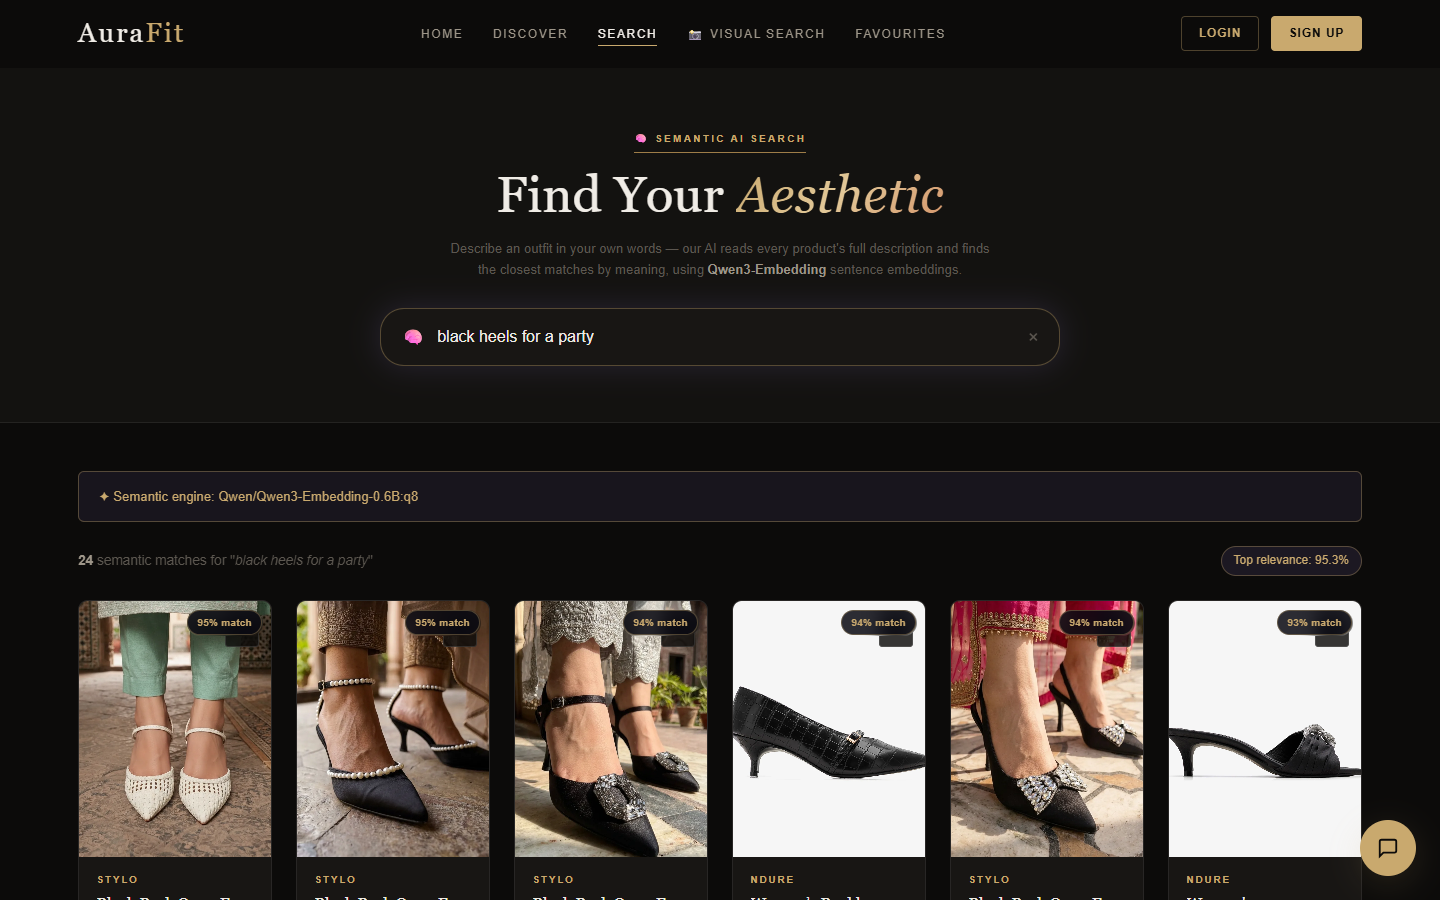 AuraFit
HOME DISCOVER SEARCH VISUAL SEARCH FAVOURITES
LOGIN SIGN UP
SEMANTIC AI SEARCH
Find Your Aesthetic
Describe an outfit in your own words — our AI reads every product's full description and finds
the closest matches by meaning, using Qwen3-Embedding sentence embeddings.
black heels for a party ×
✦ Semantic engine: Qwen/Qwen3-Embedding-0.6B:q8
24 semantic matches for "black heels for a party" Top relevance: 95.3%
95% match 95% match 94% match 94% match 94% match 93% match
STYLO STYLO STYLO NDURE STYLO NDURE